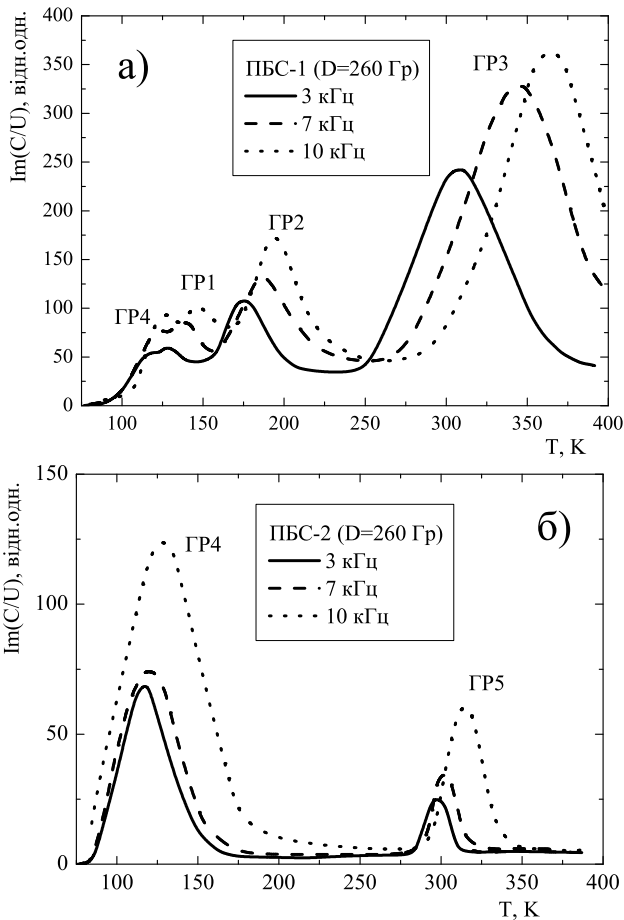 400
350
300
250
200
150
100
50
0
Im(C/U), відн.одн.
а)
ПБС-1 (D=260 Гр)
3 кГц
7 кГц
10 кГц
ГР3
ГР2
ГР1
ГР4
100 150 200 250 300 350 400
T, K
150
100
50
0
Im(C/U), відн.одн.
б)
ПБС-2 (D=260 Гр)
3 кГц
7 кГц
10 кГц
ГР4
ГР5
100 150 200 250 300 350 400
T, K